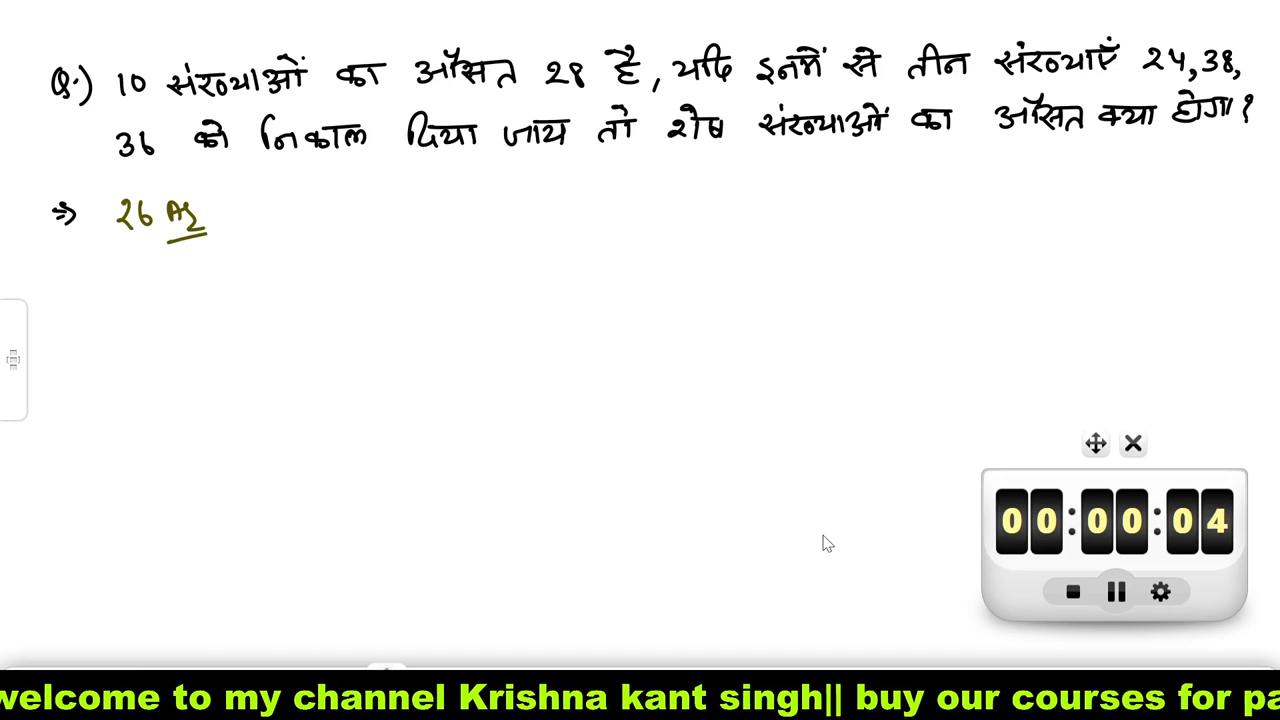 Q.) 10 संख्याओं का औसत 28 है, यदि इनमें से तीन संख्याएँ 24, 38,
36 को निकाल दिया जाय तो शेष संख्याओं का औसत क्या होगा?
⇒ 26 Ans
00:00:04
welcome to my channel Krishna kant singh|| buy our courses for pa